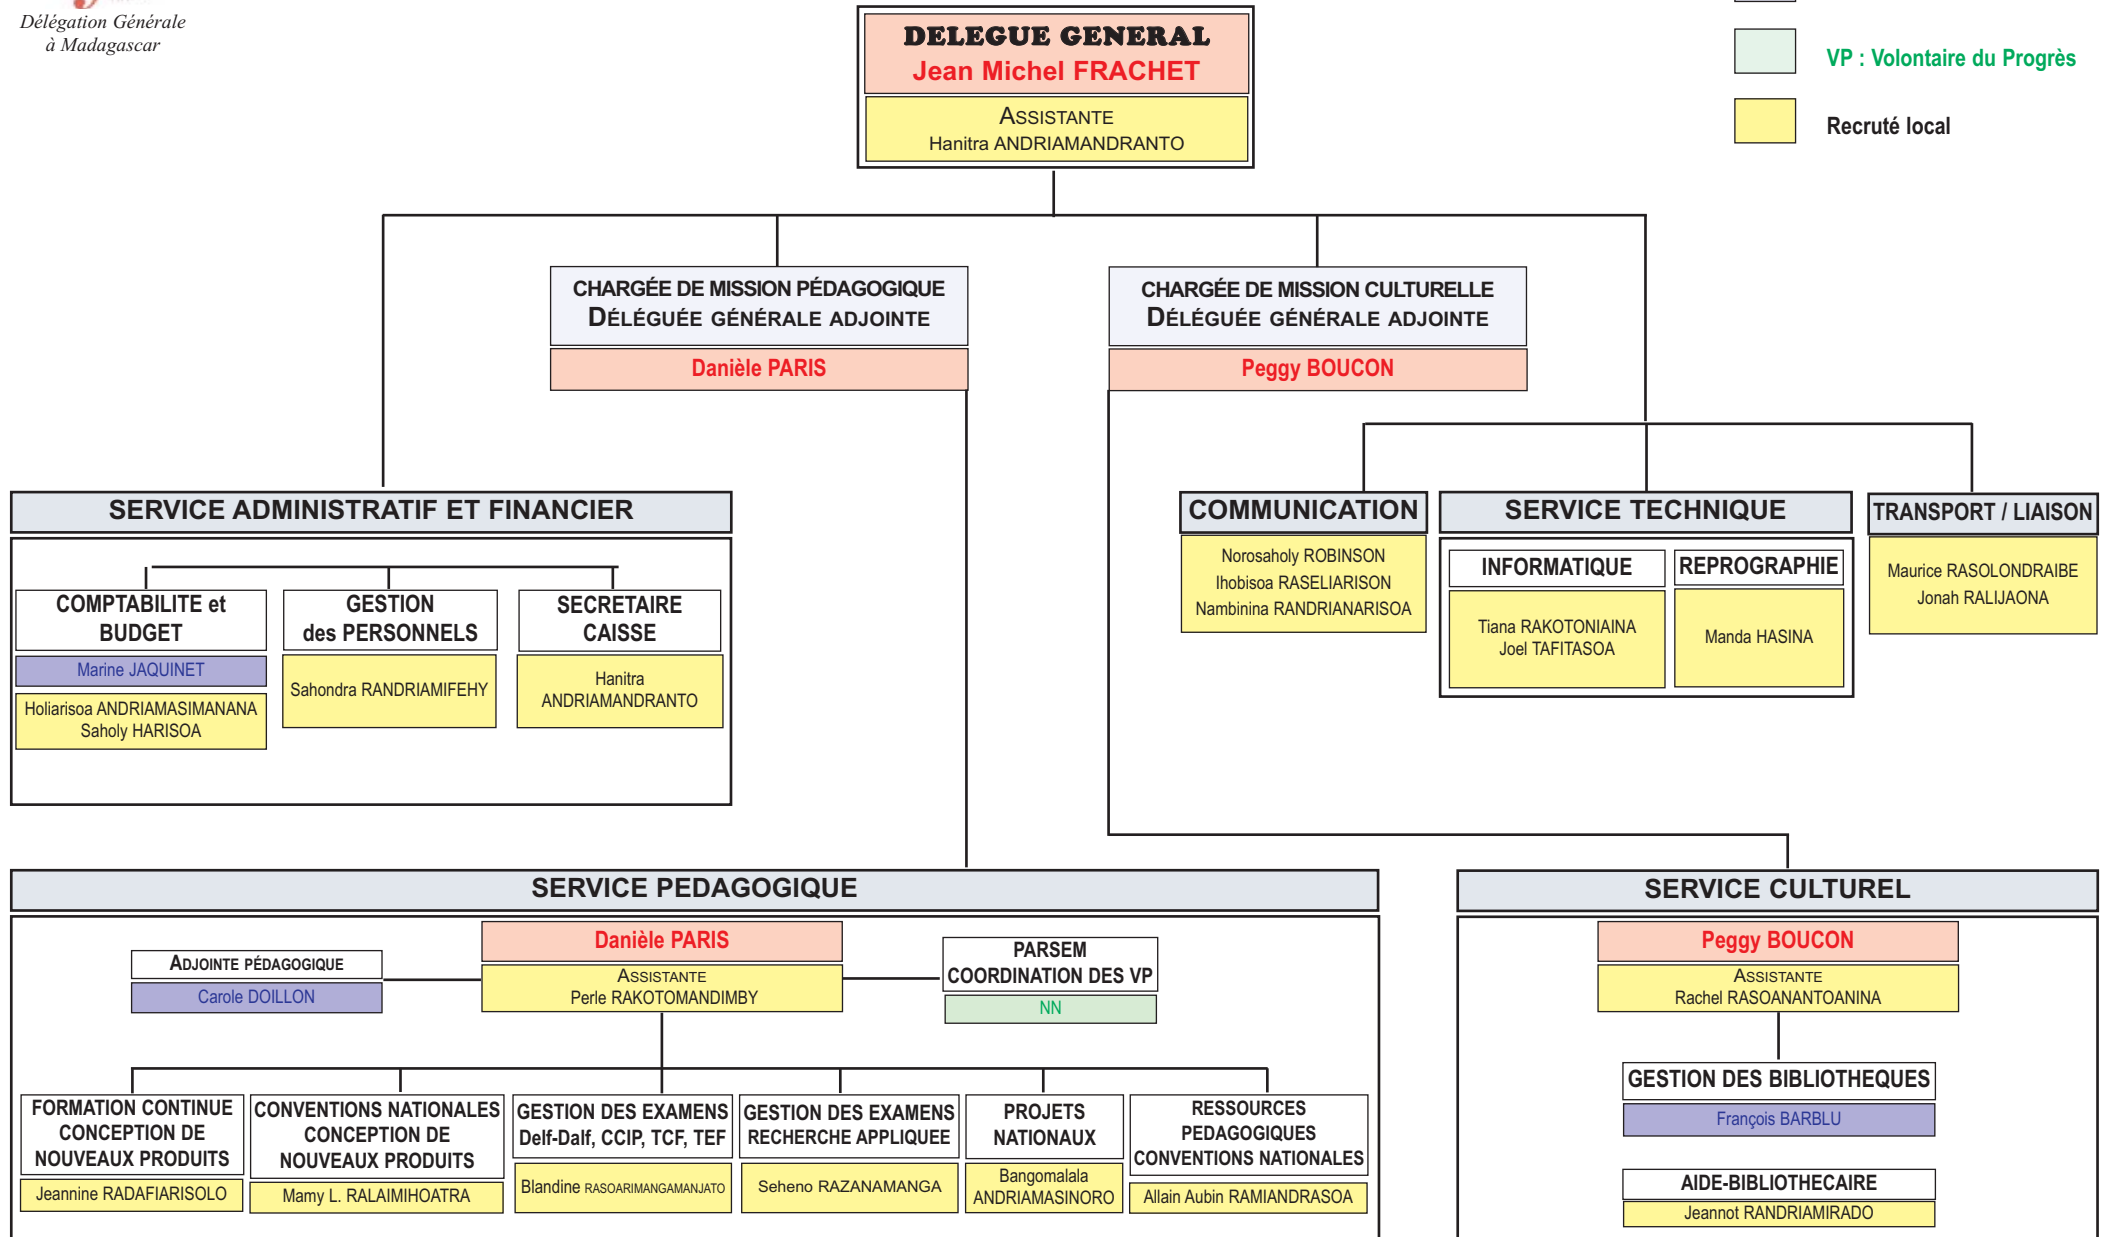 Délégation Générale
à Madagascar
DELEGUE GENERAL
Jean Michel FRACHET
ASSISTANTE
Hanitra ANDRIAMANDRANTO
VP : Volontaire du Progrès
Recruté local
CHARGÉE DE MISSION PÉDAGOGIQUE
DÉLÉGUÉE GÉNÉRALE ADJOINTE
Danièle PARIS
CHARGÉE DE MISSION CULTURELLE
DÉLÉGUÉE GÉNÉRALE ADJOINTE
Peggy BOUCON
SERVICE ADMINISTRATIF ET FINANCIER
COMPTABILITE et
BUDGET
Marine JAQUINET
Holiarisoa ANDRIAMASIMANANA
Saholy HARISOA
GESTION
des PERSONNELS
Sahondra RANDRIAMIFEHY
SECRETAIRE
CAISSE
Hanitra
ANDRIAMANDRANTO
COMMUNICATION
Norosaholy ROBINSON
Ihobisoa RASELIARISON
Nambinina RANDRIANARISOA
SERVICE TECHNIQUE
INFORMATIQUE
Tiana RAKOTONIAINA
Joel TAFITASOA
REPROGRAPHIE
Manda HASINA
TRANSPORT / LIAISON
Maurice RASOLONDRAIBE
Jonah RALIJAONA
SERVICE PEDAGOGIQUE
ADJOINTE PÉDAGOGIQUE
Carole DOILLON
Danièle PARIS
ASSISTANTE
Perle RAKOTOMANDIMBY
PARSEM
COORDINATION DES VP
NN
FORMATION CONTINUE
CONCEPTION DE
NOUVEAUX PRODUITS
Jeannine RADAFIARISOLO
CONVENTIONS NATIONALES
CONCEPTION DE
NOUVEAUX PRODUITS
Mamy L. RALAIMIHOATRA
GESTION DES EXAMENS
Delf-Dalf, CCIP, TCF, TEF
Blandine RASOARIMANGAMANJATO
GESTION DES EXAMENS
RECHERCHE APPLIQUEE
Seheno RAZANAMANGA
PROJETS
NATIONAUX
Bangomalala
ANDRIAMASINORO
RESSOURCES
PEDAGOGIQUES
CONVENTIONS NATIONALES
Allain Aubin RAMIANDRASOA
SERVICE CULTUREL
Peggy BOUCON
ASSISTANTE
Rachel RASOANANTOANINA
GESTION DES BIBLIOTHEQUES
François BARBLU
AIDE-BIBLIOTHECAIRE
Jeannot RANDRIAMIRADO